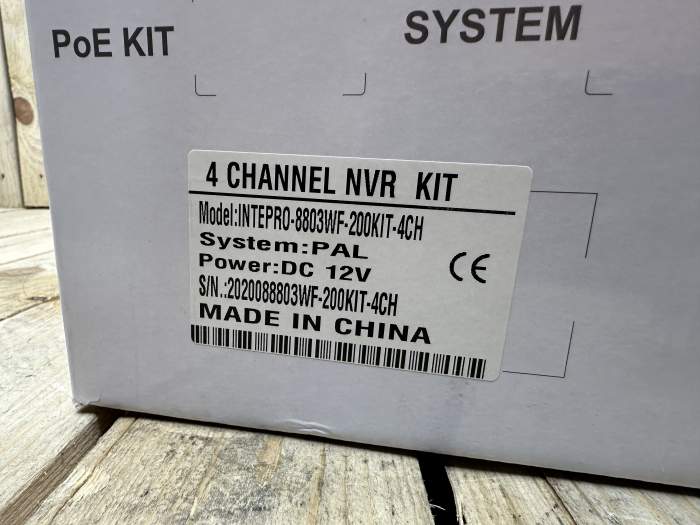 PoE KIT
SYSTEM
4 CHANNEL NVR KIT
Model:INTEPRO-8803WF-200KIT-4CH
System:PAL
Power:DC 12V
CE
S/N.:2020088803WF-200KIT-4CH
MADE IN CHINA